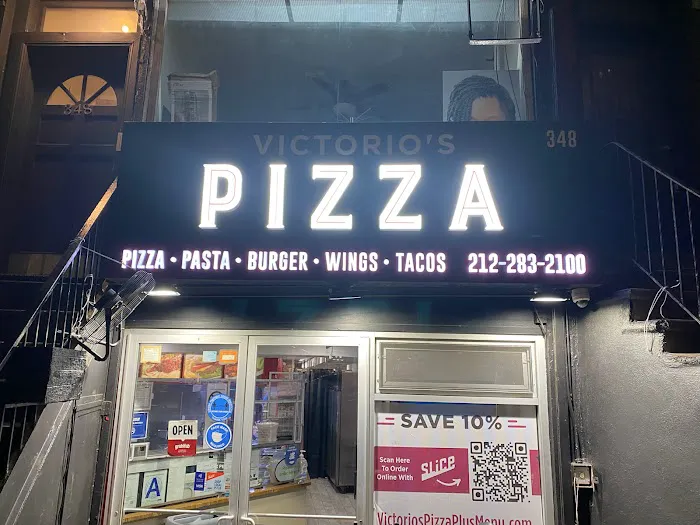 345
VICTORIO'S
348
PIZZA
PIZZA • PASTA • BURGER • WINGS • TACOS 212-283-2100
OPEN
grubhub
A
SAVE 10%
Scan Here
To Order
Online With
SLiCE
VictoriosPizzaPlusMenu.com